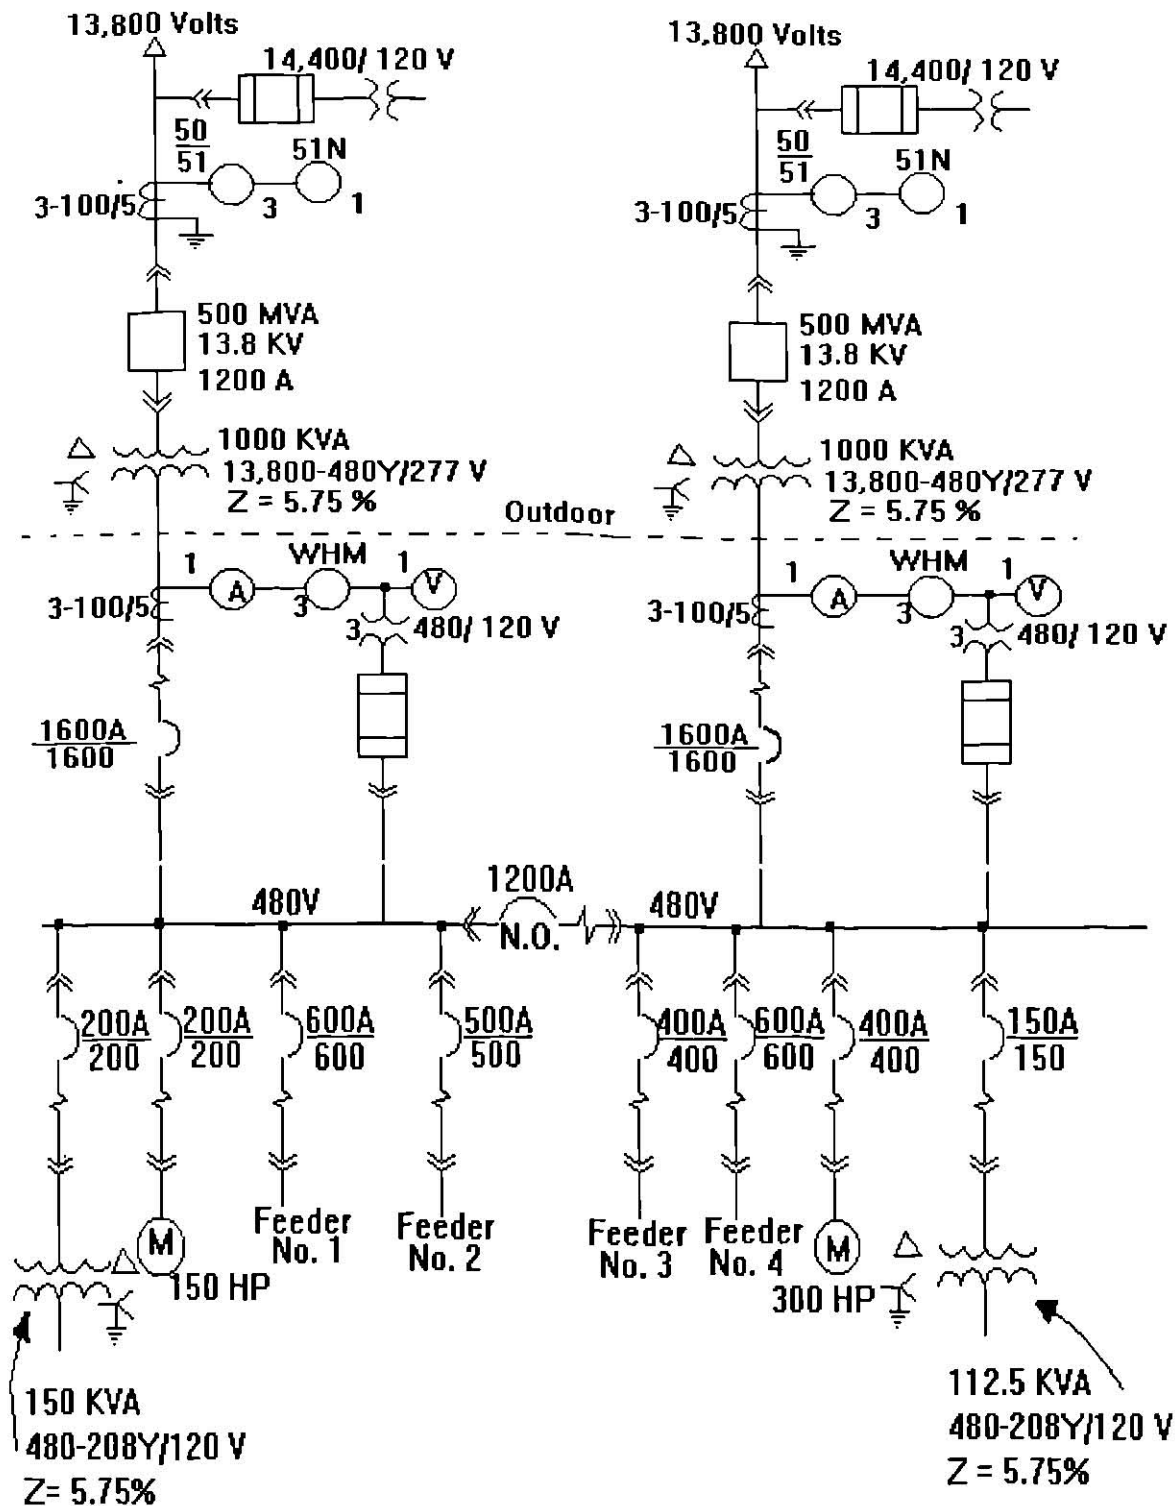 13,800 Volts
14,400/ 120 V
50
51
51N
3-100/5
3
1
500 MVA
13.8 KV
1200 A
1000 KVA
13,800-480Y/277 V
Z = 5.75 %
13,800 Volts
14,400/ 120 V
50
51
51N
3-100/5
3
1
500 MVA
13.8 KV
1200 A
1000 KVA
13,800-480Y/277 V
Z = 5.75 %
Outdoor
1
WHM
1
A
V
3-100/5
3
3
480/ 120 V
1600A
1600
1
WHM
1
A
V
3-100/5
3
3
480/ 120 V
1600A
1600
480V
1200A
N.O.
480V
200A
200
200A
200
600A
600
500A
500
400A
400
600A
600
400A
400
150A
150
M
150 HP
Feeder
No. 1
Feeder
No. 2
Feeder
No. 3
Feeder
No. 4
M
300 HP
150 KVA
480-208Y/120 V
Z= 5.75%
112.5 KVA
480-208Y/120 V
Z = 5.75%